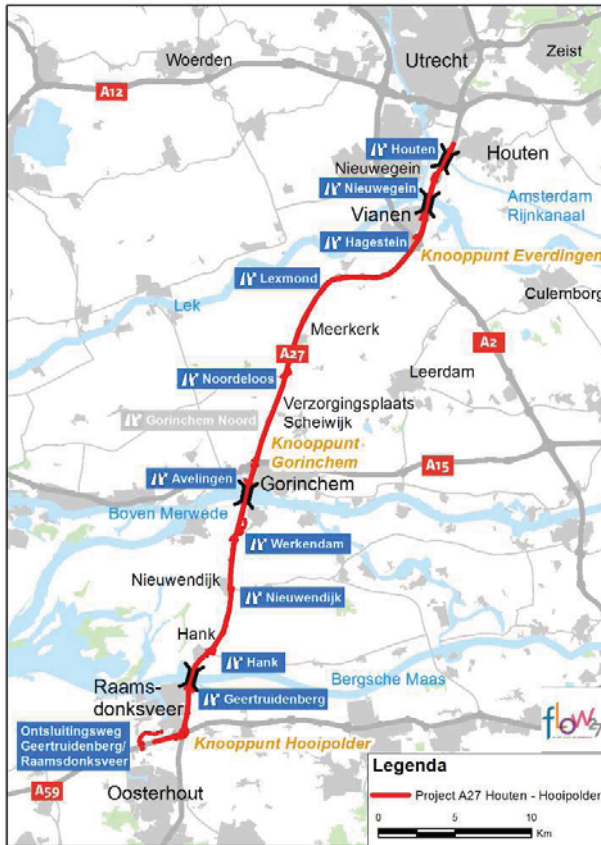 Woerden
Utrecht
Zeist
A12
Houten
Nieuwegein
Houten
Nieuwegein
Vianen
Amsterdam
Rijnkanaal
Hagestein
Knooppunt Everdingen
Lexmond
Culemborg
Lek
Meerkerk
A2
A27
Leerdam
Noordeloos
Verzorgingsplaats
Scheiwijk
Gorinchem Noord
Knooppunt
Gorinchem
A15
Avelingen
Gorinchem
Boven Merwede
Werkendam
Nieuwendijk
Nieuwendijk
Hank
Hank
Bergsche Maas
Raams-
donksveer
Geertruidenberg
Ontsluitingsweg
Geertruidenberg/
Raamsdonksveer
Knooppunt Hooipolder
flow27
A59
Oosterhout
Legenda
Project A27 Houten - Hooipolder
0 5 10
Km